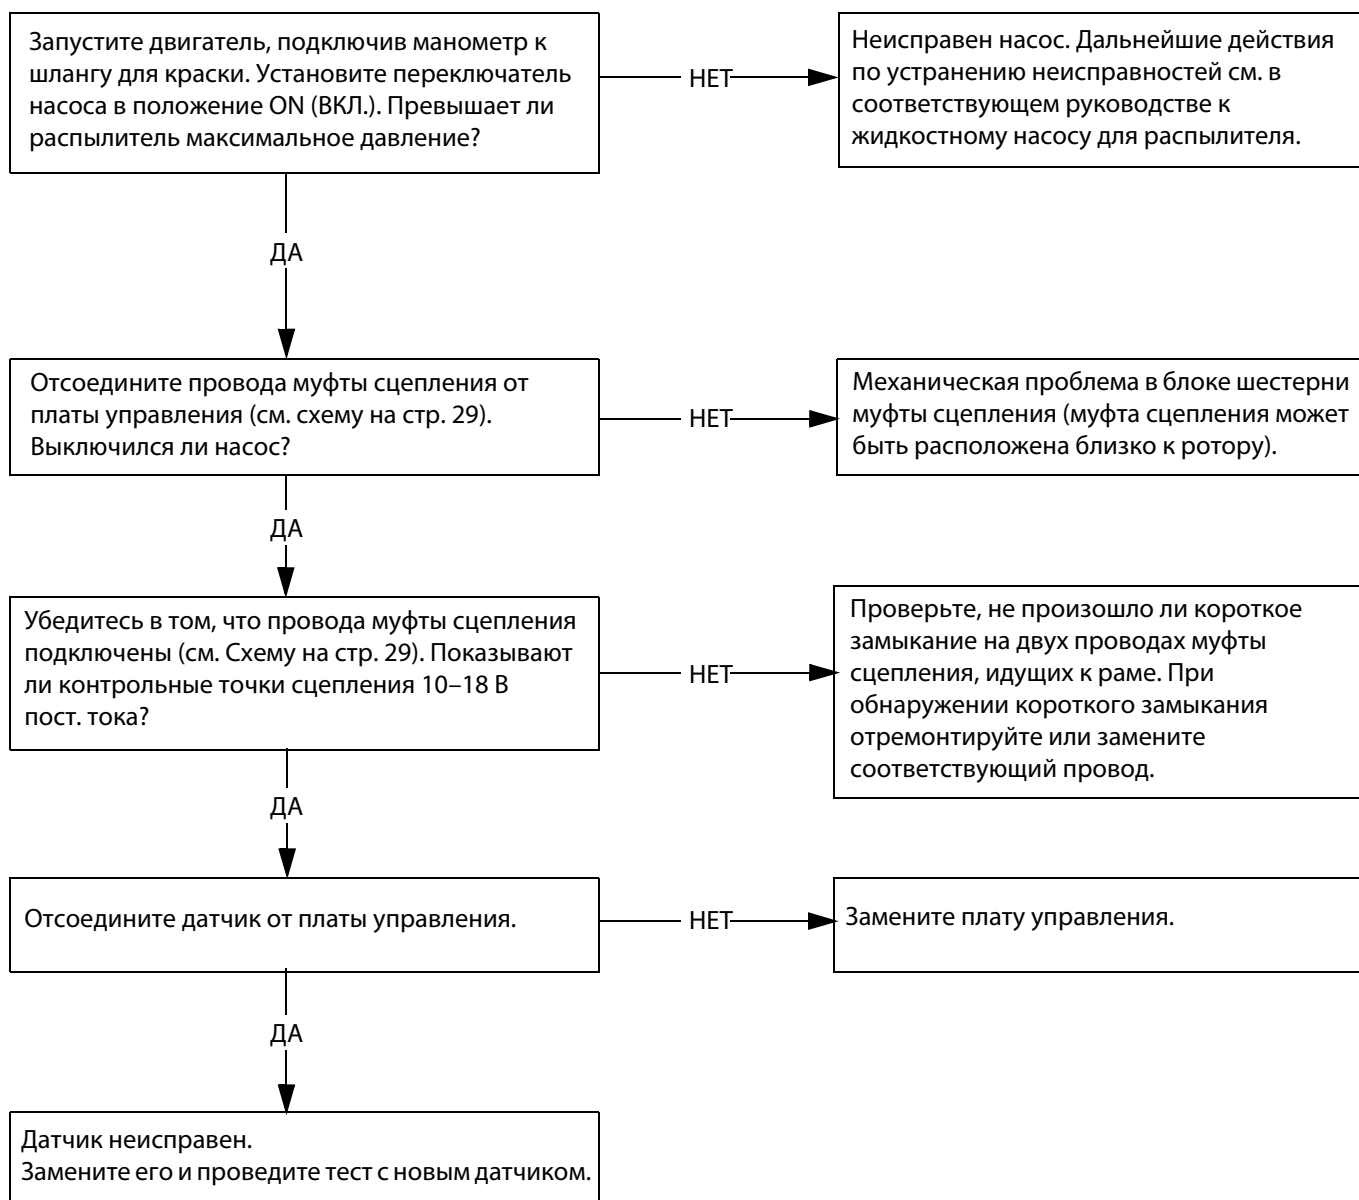 Запустите двигатель, подключив манометр к
шлангу для краски. Установите переключатель
насоса в положение ON (ВКЛ.). Превышает ли
распылитель максимальное давление?
НЕТ
Неисправен насос. Дальнейшие действия
по устранению неисправностей см. в
соответствующем руководстве к
жидкостному насосу для распылителя.
ДА
Отсоедините провода муфты сцепления от
платы управления (см. схему на стр. 29).
Выключился ли насос?
НЕТ
Механическая проблема в блоке шестерни
муфты сцепления (муфта сцепления может
быть расположена близко к ротору).
ДА
Убедитесь в том, что провода муфты сцепления
подключены (см. Схему на стр. 29). Показывают
ли контрольные точки сцепления 10–18 В
пост. тока?
НЕТ
Проверьте, не произошло ли короткое
замыкание на двух проводах муфты
сцепления, идущих к раме. При
обнаружении короткого замыкания
отремонтируйте или замените
соответствующий провод.
ДА
Отсоедините датчик от платы управления.
НЕТ
Замените плату управления.
ДА
Датчик неисправен.
Замените его и проведите тест с новым датчиком.